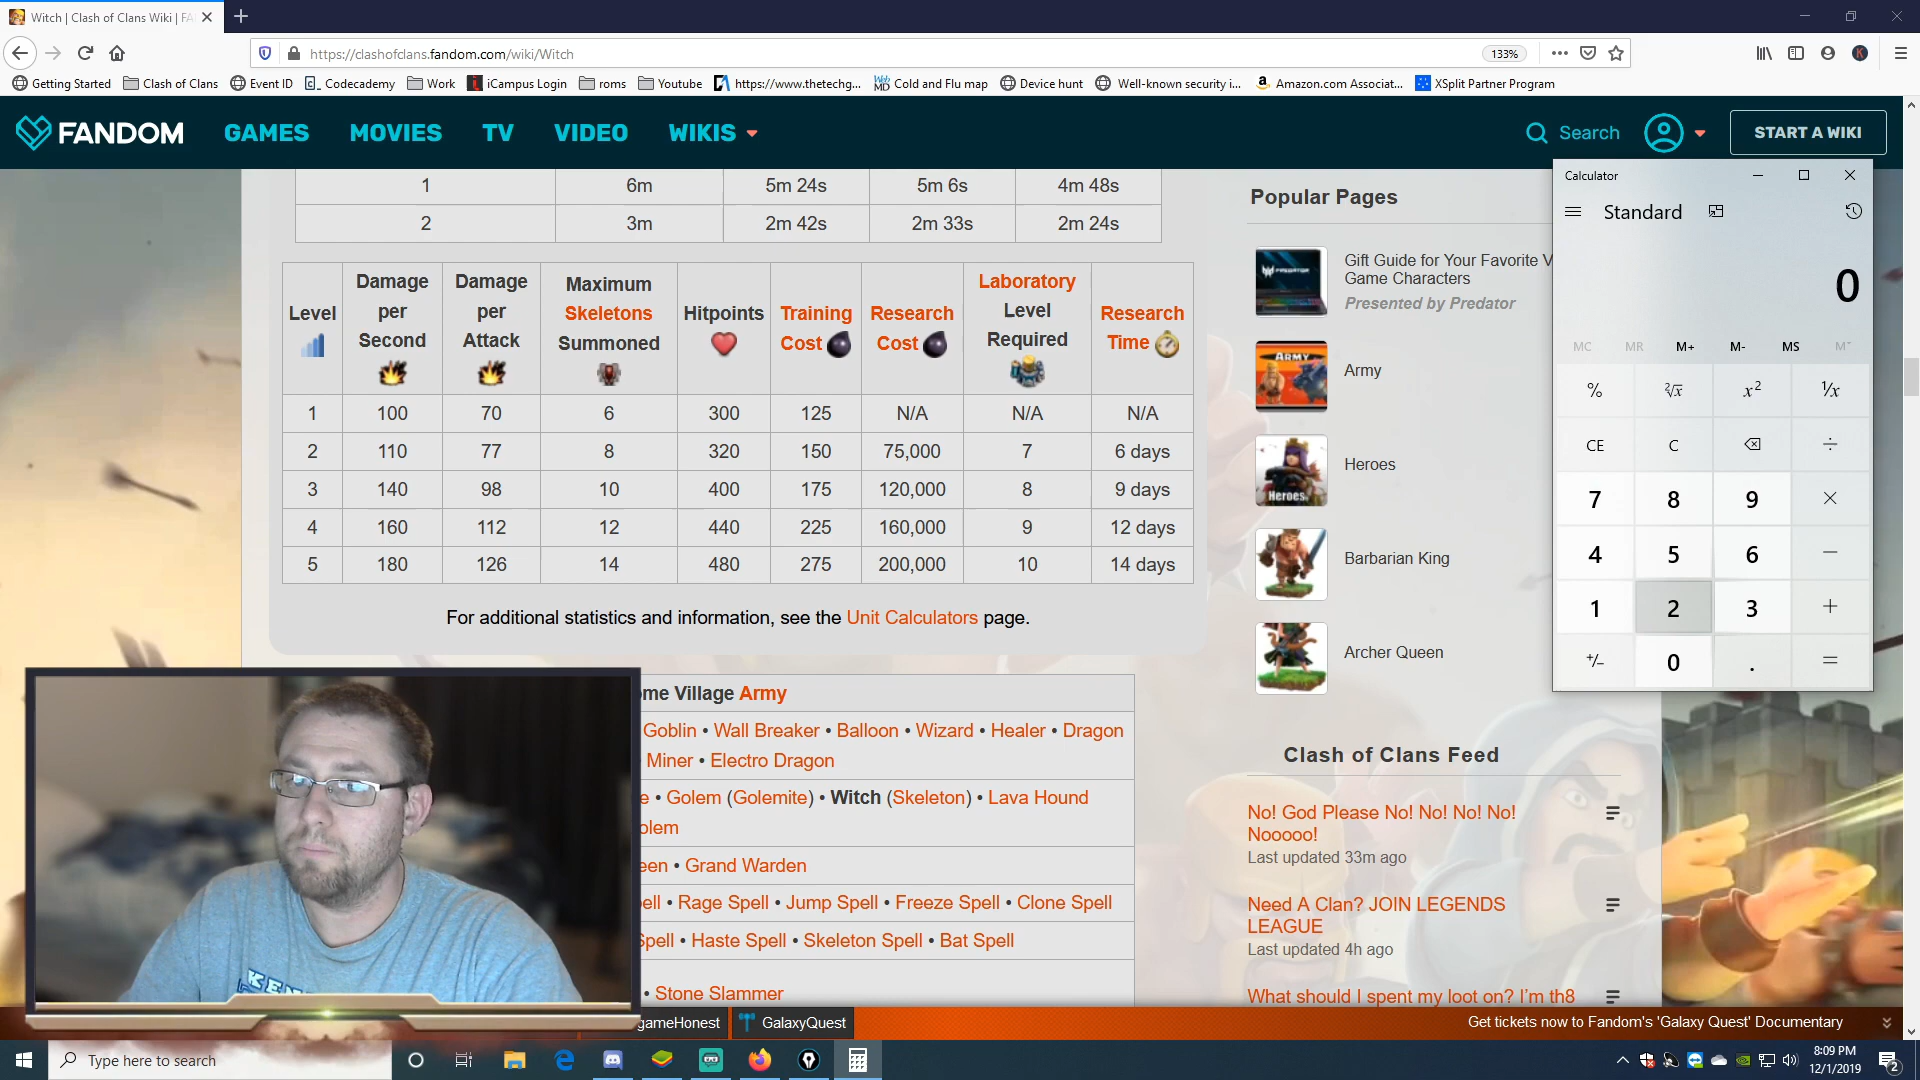 Witch | Clash of Clans Wiki | FA
https://clashofclans.fandom.com/wiki/Witch
133%
Getting Started
Clash of Clans
Event ID
Codecademy
Work
iCampus Login
roms
Youtube
https://www.thetechg...
Cold and Flu map
Device hunt
Well-known security i...
Amazon.com Associat...
XSplit Partner Program
FANDOM
GAMES MOVIES TV VIDEO WIKIS
Search
START A WIKI
1 6m 5m 24s 5m 6s 4m 48s
2 3m 2m 42s 2m 33s 2m 24s
Level
Damage per Second
Damage per Attack
Maximum Skeletons Summoned
Hitpoints
Training Cost
Research Cost
Laboratory Level Required
Research Time
1 100 70 6 300 125 N/A N/A N/A
2 110 77 8 320 150 75,000 7 6 days
3 140 98 10 400 175 120,000 8 9 days
4 160 112 12 440 225 160,000 9 12 days
5 180 126 14 480 275 200,000 10 14 days
For additional statistics and information, see the Unit Calculators page.
ome Village Army
Goblin • Wall Breaker • Balloon • Wizard • Healer • Dragon
Miner • Electro Dragon
e • Golem (Golemite) • Witch (Skeleton) • Lava Hound
olem
een • Grand Warden
ell • Rage Spell • Jump Spell • Freeze Spell • Clone Spell
Spell • Haste Spell • Skeleton Spell • Bat Spell
• Stone Slammer
Popular Pages
Gift Guide for Your Favorite V
Game Characters
Presented by Predator
PREDATOR
ARMY
Army
Heroes
Heroes.
Barbarian King
Archer Queen
Clash of Clans Feed
No! God Please No! No! No! No!
Nooooo!
Last updated 33m ago
Need A Clan? JOIN LEGENDS
LEAGUE
Last updated 4h ago
What should I spent my loot on? I'm th8
Calculator
Standard
0
MC MR M+ M- MS M˅
% ²√x x² ¹/x
CE C ⌫ ÷
7 8 9 ×
4 5 6 −
1 2 3 +
+/− 0 . =
KEN
gameHonest
GalaxyQuest
Get tickets now to Fandom's 'Galaxy Quest' Documentary
Type here to search
8:09 PM
12/1/2019
2